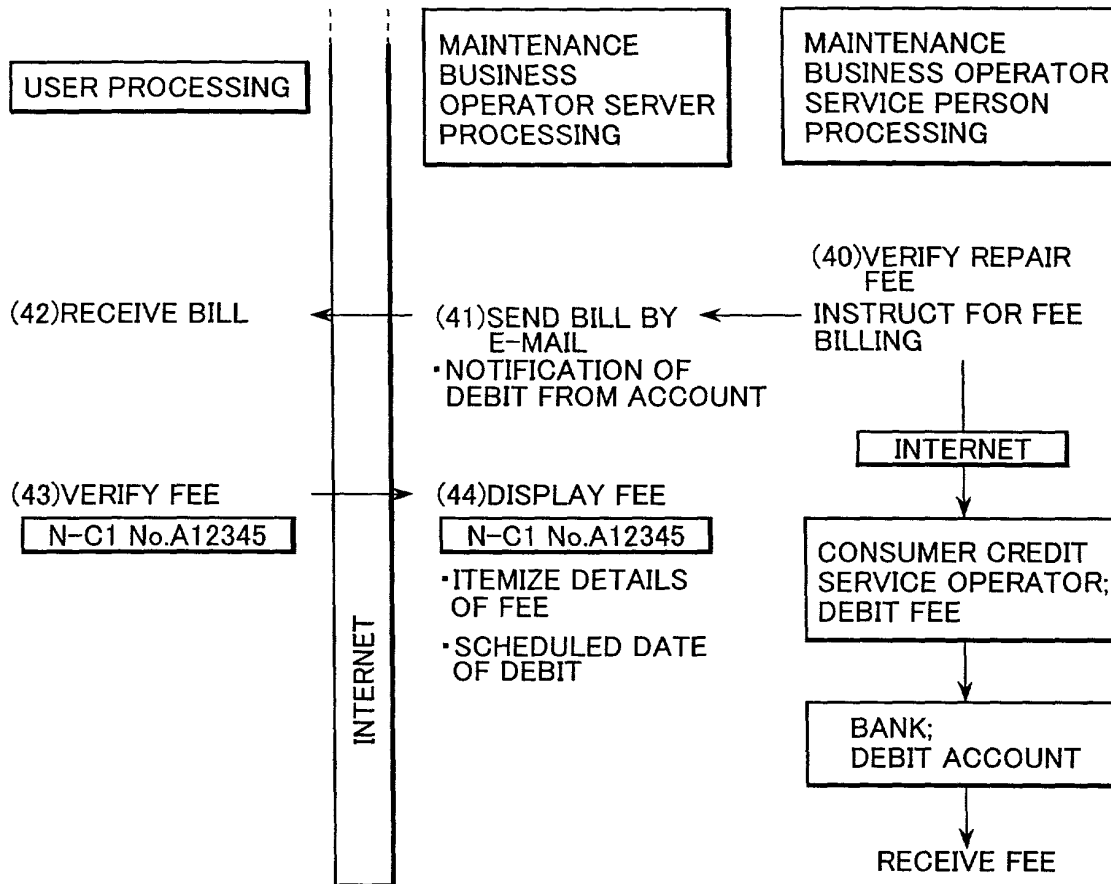 USER PROCESSING
MAINTENANCE
BUSINESS
OPERATOR SERVER
PROCESSING
MAINTENANCE
BUSINESS OPERATOR
SERVICE PERSON
PROCESSING
(40)VERIFY REPAIR
FEE
INSTRUCT FOR FEE
BILLING
(41)SEND BILL BY
E-MAIL
・NOTIFICATION OF
DEBIT FROM ACCOUNT
(42)RECEIVE BILL
INTERNET
(43)VERIFY FEE
N-C1 No.A12345
(44)DISPLAY FEE
N-C1 No.A12345
・ITEMIZE DETAILS
OF FEE
・SCHEDULED DATE
OF DEBIT
INTERNET
CONSUMER CREDIT
SERVICE OPERATOR;
DEBIT FEE
BANK;
DEBIT ACCOUNT
RECEIVE FEE